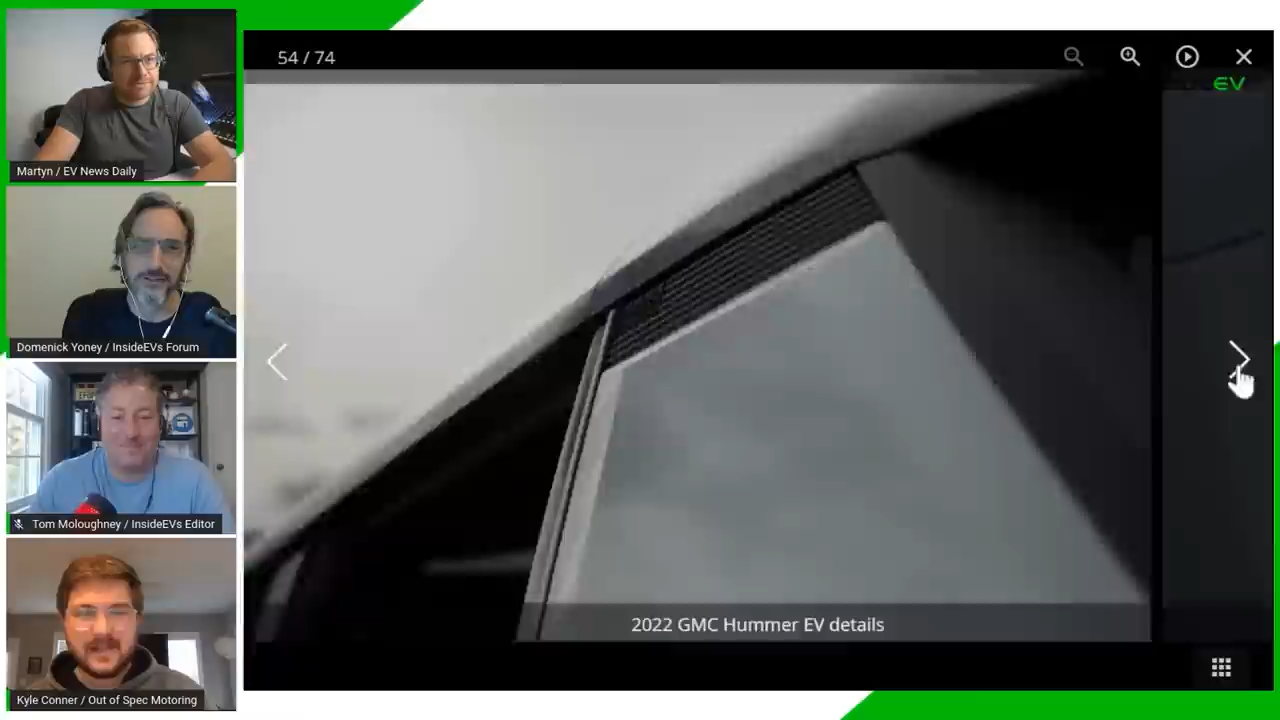 Martyn / EV News Daily
Domenick Yoney / InsideEVs Forum
Tom Moloughney / InsideEVs Editor
Kyle Conner / Out of Spec Motoring
54 / 74
EV
2022 GMC Hummer EV details